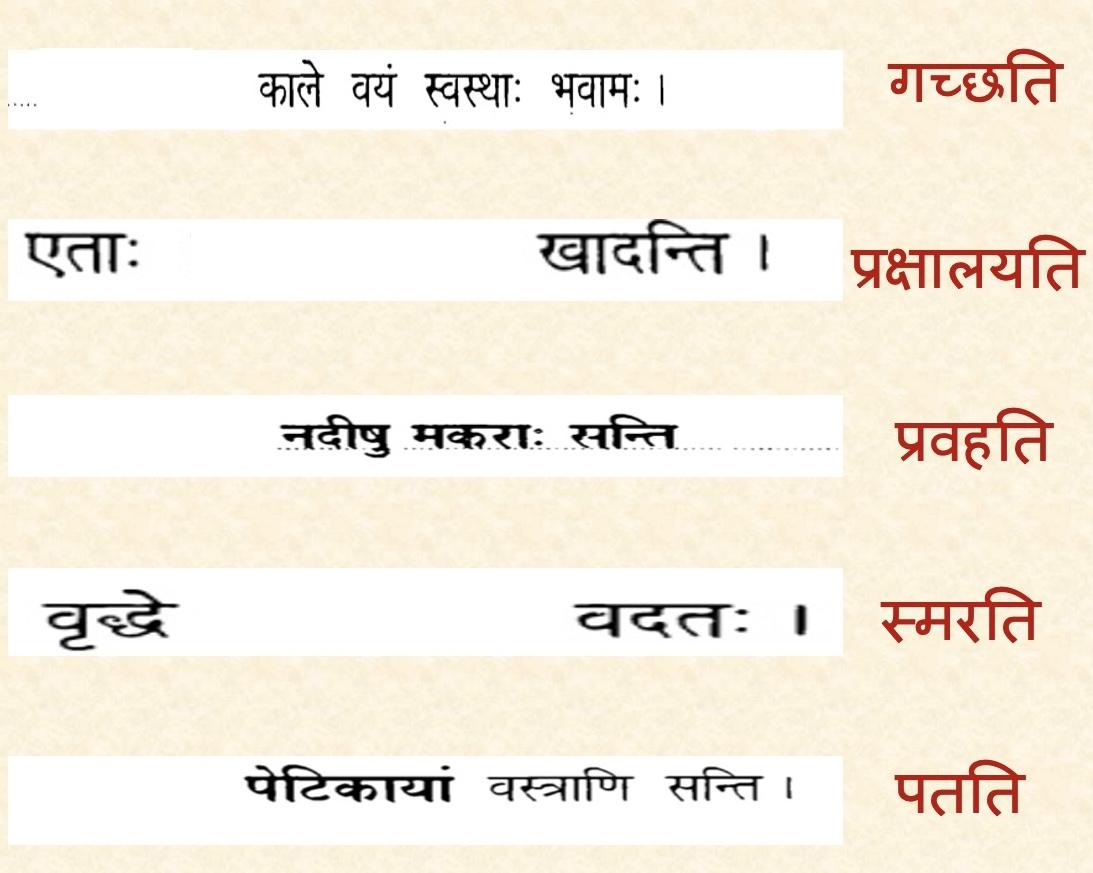 काले वयं स्वस्थाः भवामः । गच्छति
एताः खादन्ति । प्रक्षालयति
नदीषु मकराः सन्ति प्रवहति
वृद्धे वदतः । स्मरति
पेटिकायां वस्त्राणि सन्ति । पतति